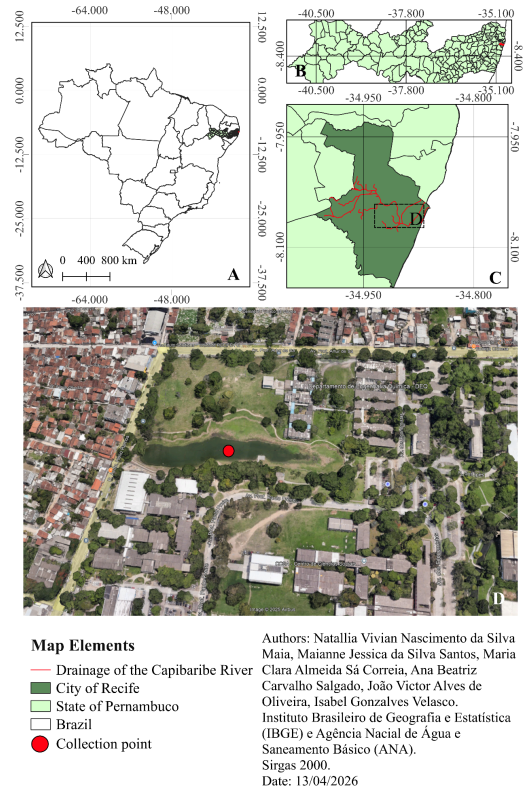 -64.000
-48.000
12.500
12.500
0.000
0.000
-12.500
-12.500
-25.000
-25.000
-37.500
-37.500
0 400 800 km
A
-64.000
-48.000
-40.500
-37.800
-35.100
-8.400
-8.400
B
-40.500
-37.800
-35.100
-34.950
-34.800
-7.950
-7.950
D
-8.100
-8.100
C
-34.950
-34.800
D
Map Elements
Drainage of the Capibaribe River
City of Recife
State of Pernambuco
Brazil
Collection point
Authors: Natallia Vivian Nascimento da Silva
Maia, Maianne Jessica da Silva Santos, Maria
Clara Almeida Sá Correia, Ana Beatriz
Carvalho Salgado, João Victor Alves de
Oliveira, Isabel Gonzalves Velasco.
Instituto Brasileiro de Geografia e Estatística
(IBGE) e Agência Nacial de Água e
Saneamento Básico (ANA).
Sirgas 2000.
Date: 13/04/2026